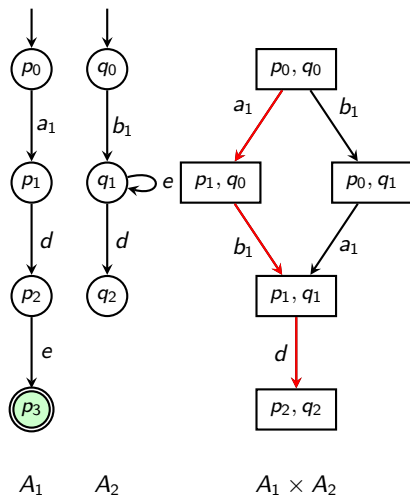 p₀ q₀ p₀, q₀
a₁ b₁ a₁ b₁
p₁ q₁ e p₁, q₀ p₀, q₁
d d b₁ a₁
p₂ q₂ p₁, q₁
e d
p₃ p₂, q₂
A₁ A₂ A₁ × A₂